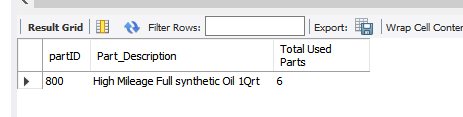 Result Grid Filter Rows: Export: Wrap Cell Conter
partID Part_Description Total Used
Parts
800 High Mileage Full synthetic Oil 1Qrt 6